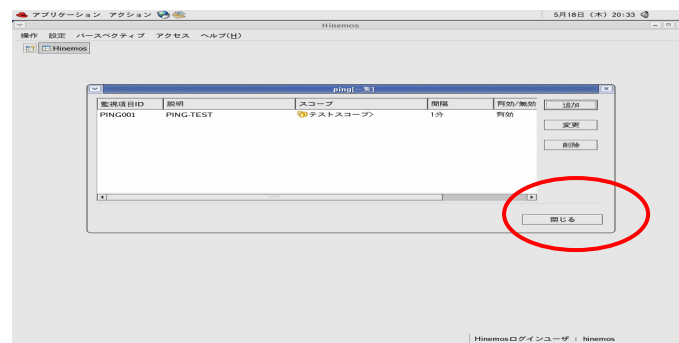 アプリケーション アクション 5月18日 (木) 20:33
Hinemos
操作 設定 パースペクティブ アクセス ヘルプ(H)
Hinemos
ping[一覧]
監視項目ID 説明 スコープ 間隔 有効/無効 追加
PING001 PING-TEST テストスコープ> 1分 有効
変更
削除
閉じる
Hinemosログインユーザ : hinemos